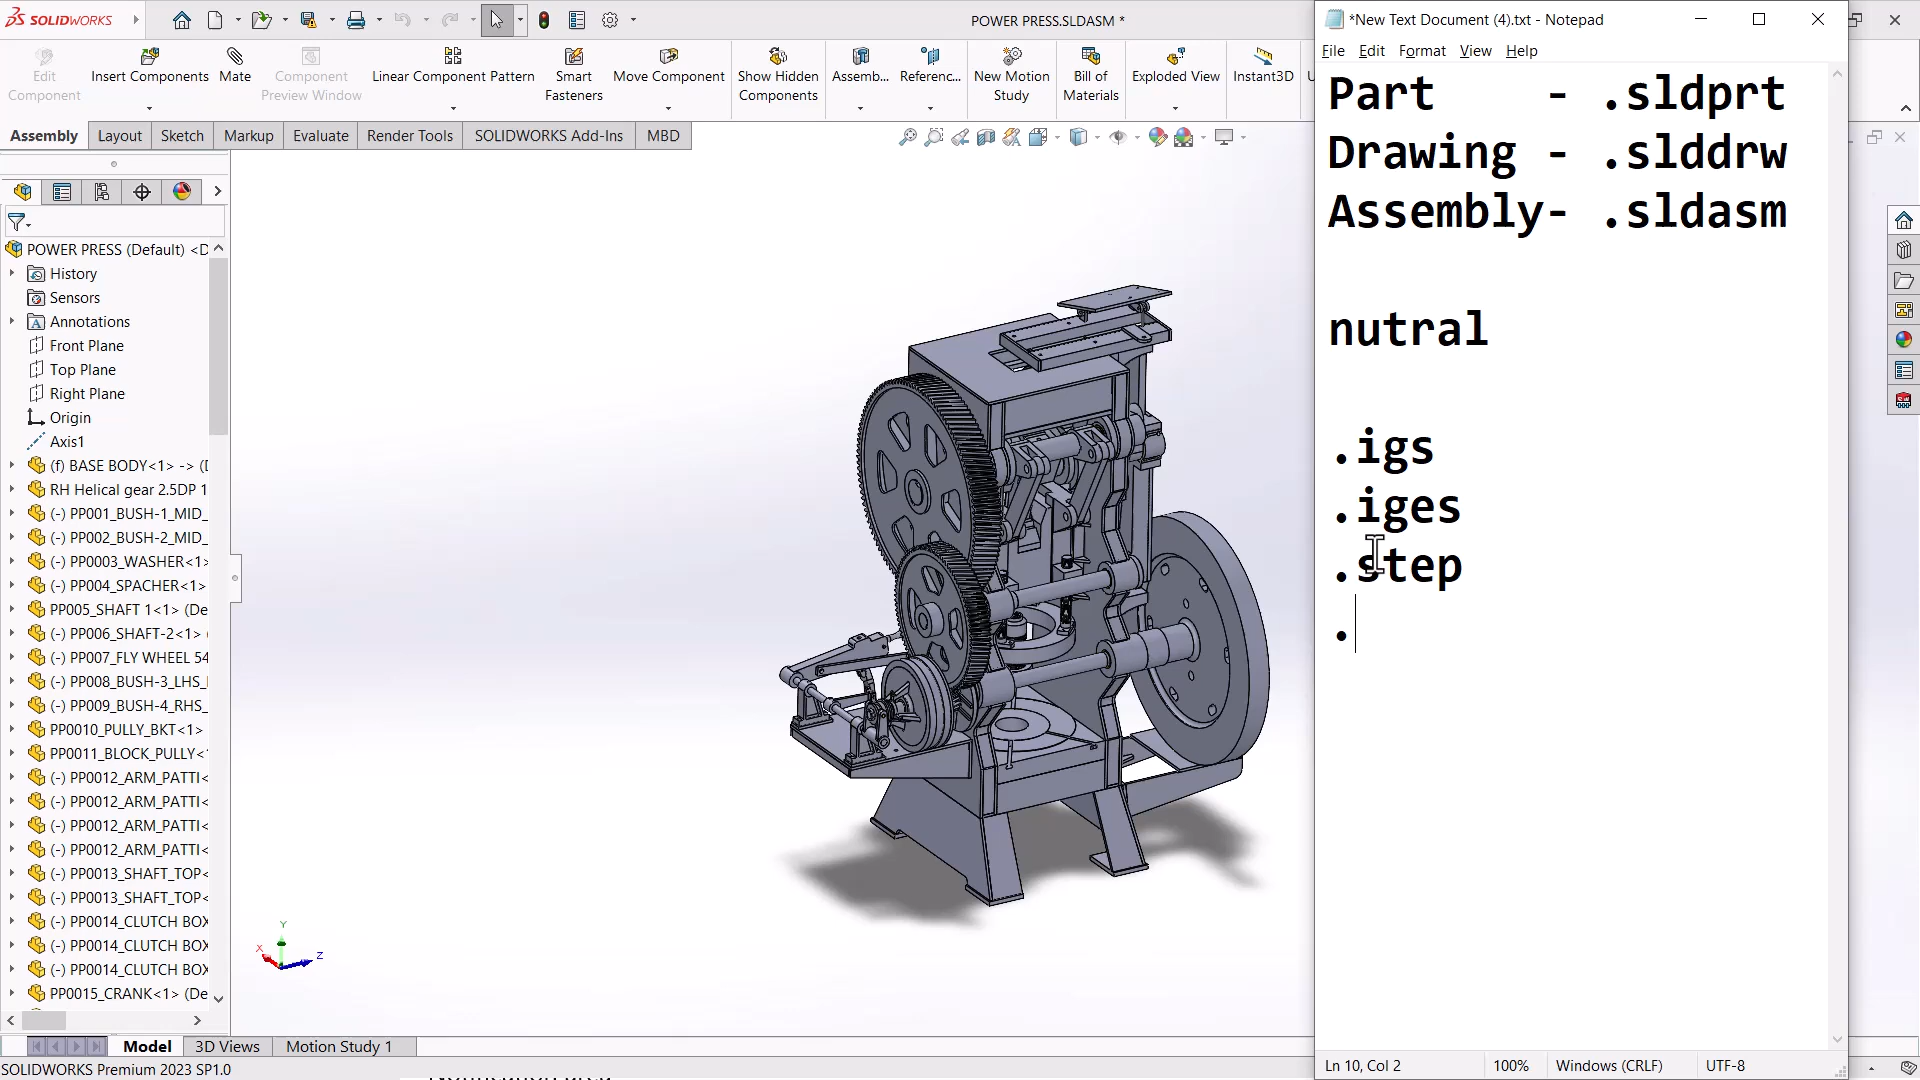 SOLIDWORKS
POWER PRESS.SLDASM *
*New Text Document (4).txt - Notepad
File Edit Format View Help
Edit Component
Insert Components
Mate
Component Preview Window
Linear Component Pattern
Smart Fasteners
Move Component
Show Hidden Components
Assemb...
Referenc...
New Motion Study
Bill of Materials
Exploded View
Instant3D
U
Assembly Layout Sketch Markup Evaluate Render Tools SOLIDWORKS Add-Ins MBD
POWER PRESS (Default) <D
History
Sensors
Annotations
Front Plane
Top Plane
Right Plane
Origin
Axis1
(f) BASE BODY<1> -> (D
RH Helical gear 2.5DP 1
(-) PP001_BUSH-1_MID_
(-) PP002_BUSH-2_MID_
(-) PP0003_WASHER<1>
(-) PP004_SPACHER<1>
PP005_SHAFT 1<1> (De
(-) PP006_SHAFT-2<1> (
(-) PP007_FLY WHEEL 54
(-) PP008_BUSH-3_LHS_
(-) PP009_BUSH-4_RHS_
PP0010_PULLY_BKT<1>
PP0011_BLOCK_PULLY<
(-) PP0012_ARM_PATTI<
(-) PP0012_ARM_PATTI<
(-) PP0012_ARM_PATTI<
(-) PP0012_ARM_PATTI<
(-) PP0013_SHAFT_TOP<
(-) PP0013_SHAFT_TOP<
(-) PP0014_CLUTCH BOX
(-) PP0014_CLUTCH BOX
(-) PP0014_CLUTCH BOX
PP0015_CRANK<1> (De
Y
X
Z
Part - .sldprt
Drawing - .slddrw
Assembly- .sldasm
nutral
.igs
.iges
.step
.
Model 3D Views Motion Study 1
SOLIDWORKS Premium 2023 SP1.0
Ln 10, Col 2 100% Windows (CRLF) UTF-8